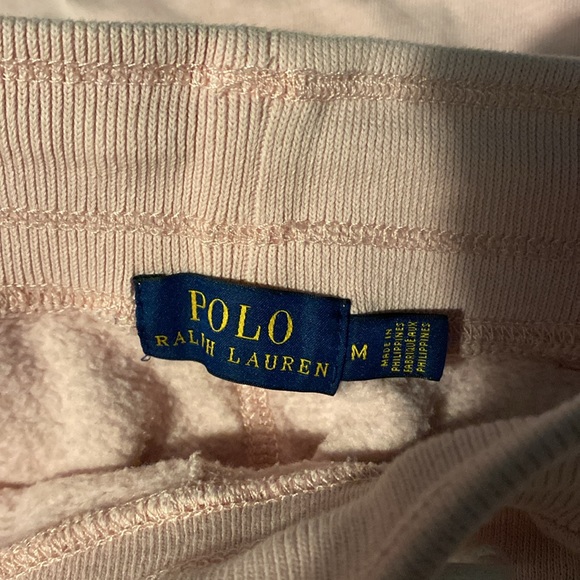 POLO
RALPH LAUREN
M
MADE IN
PHILIPPINES
FABRIQUÉ AUX
PHILIPPINES